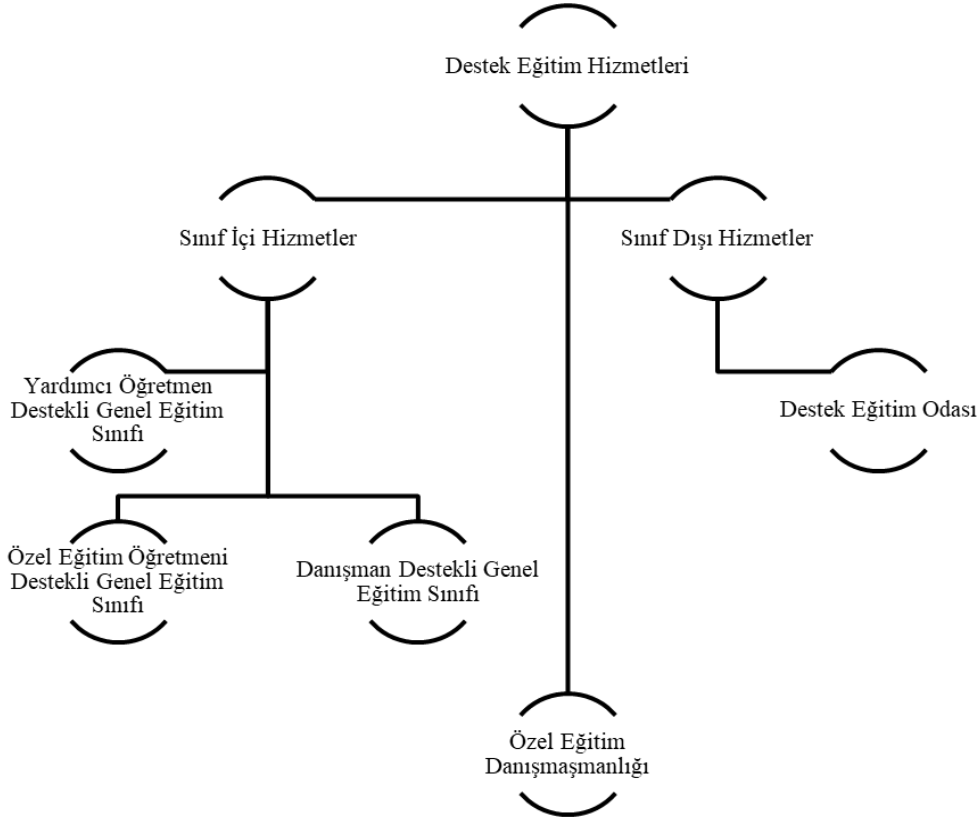 Destek Eğitim Hizmetleri
Sınıf İçi Hizmetler
Sınıf Dışı Hizmetler
Yardımcı Öğretmen
Destekli Genel Eğitim
Sınıfı
Destek Eğitim Odası
Özel Eğitim Öğretmeni
Destekli Genel Eğitim
Sınıfı
Danışman Destekli Genel
Eğitim Sınıfı
Özel Eğitim
Danışmaşmanlığı